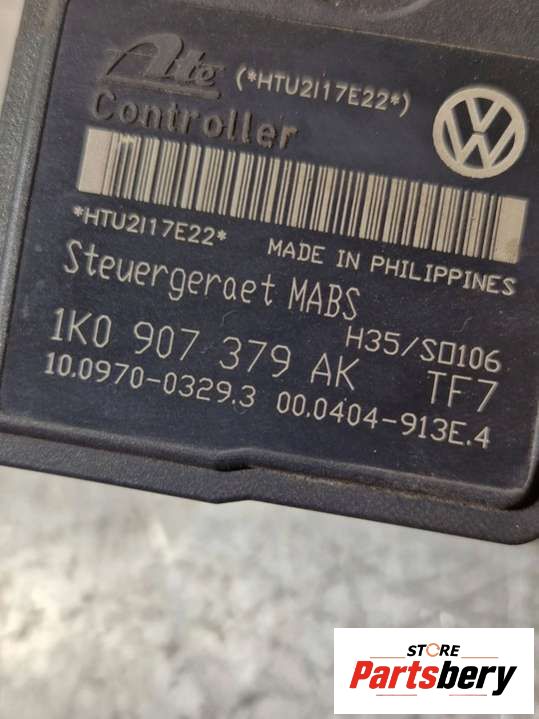 Ate (*HTU2I17E22*)
Controller
*HTU2I17E22* MADE IN PHILIPPINES
Steuergeraet MABS
H35/S0106
1K0 907 379 AK TF7
10.0970-0329.3 00.0404-913E.4
STORE
Partsbery